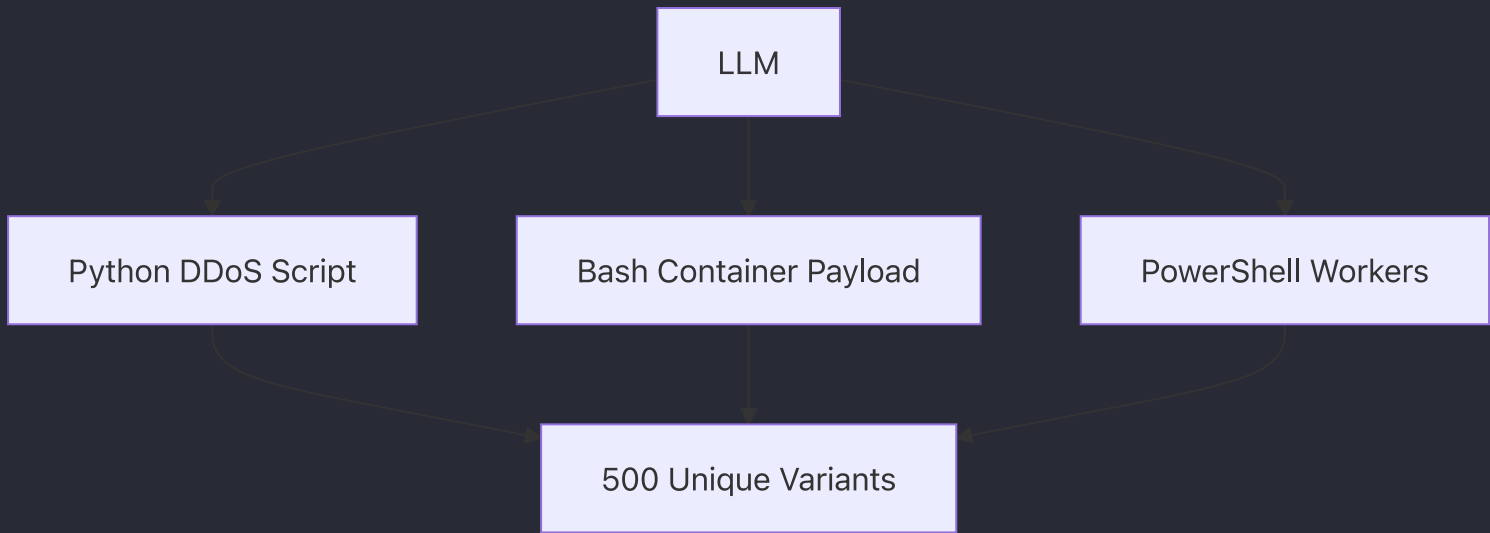 LLM
Python DDoS Script
Bash Container Payload
PowerShell Workers
500 Unique Variants